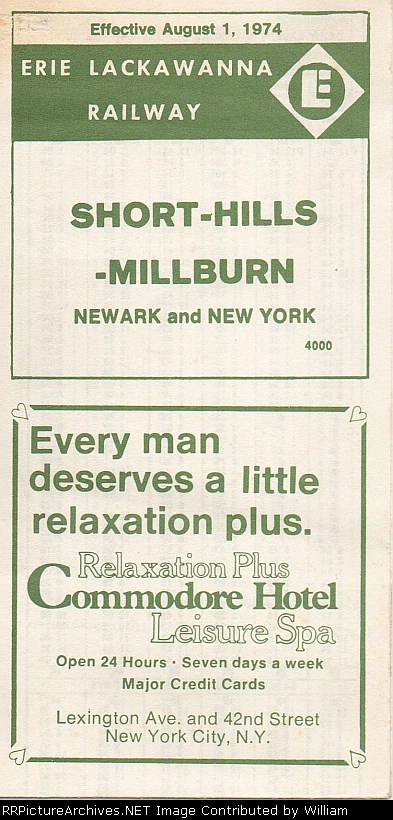 Effective August 1, 1974
ERIE LACKAWANNA
RAILWAY
E
SHORT-HILLS
-MILLBURN
NEWARK and NEW YORK
4000
Every man
deserves a little
relaxation plus.
Relaxation Plus
Commodore Hotel
Leisure Spa
Open 24 Hours · Seven days a week
Major Credit Cards
Lexington Ave. and 42nd Street
New York City, N.Y.
RRPictureArchives.NET Image Contributed by William